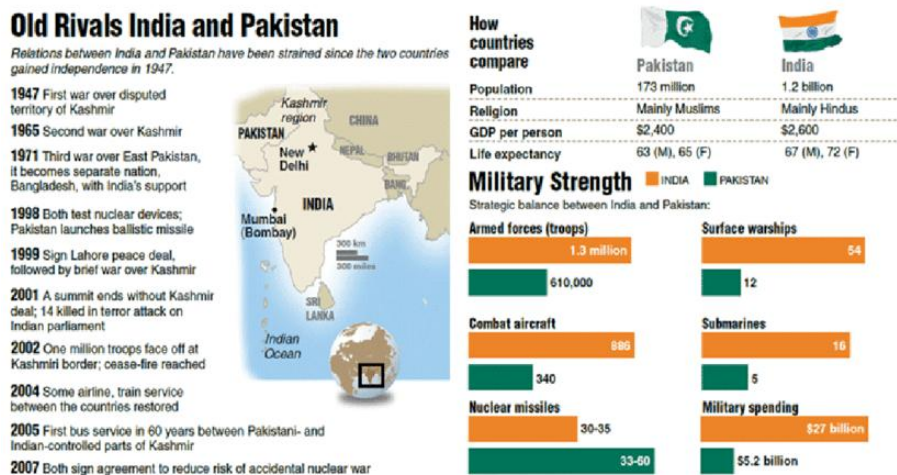 Old Rivals India and Pakistan
Relations between India and Pakistan have been strained since the two countries
gained independence in 1947.
1947 First war over disputed
territory of Kashmir
1965 Second war over Kashmir
1971 Third war over East Pakistan,
it becomes separate nation,
Bangladesh, with India's support
1998 Both test nuclear devices;
Pakistan launches ballistic missile
1999 Sign Lahore peace deal,
followed by brief war over Kashmir
2001 A summit ends without Kashmir
deal; 14 killed in terror attack on
Indian parliament
2002 One million troops face off at
Kashmiri border; cease-fire reached
2004 Some airline, train service
between the countries restored
2005 First bus service in 60 years between Pakistani- and
Indian-controlled parts of Kashmir
2007 Both sign agreement to reduce risk of accidental nuclear war
Kashmir
region
CHINA
PAKISTAN
New
Delhi
NEPAL
BHUTAN
BANG.
INDIA
Mumbai
(Bombay)
300 km
300 miles
SRI
LANKA
Indian
Ocean
How
countries
compare
Pakistan
India
Population 173 million 1.2 billion
Religion Mainly Muslims Mainly Hindus
GDP per person $2,400 $2,600
Life expectancy 63 (M), 65 (F) 67 (M), 72 (F)
Military Strength INDIA PAKISTAN
Strategic balance between India and Pakistan:
Armed forces (troops)
1.3 million
610,000
Surface warships
54
12
Combat aircraft
886
340
Submarines
16
5
Nuclear missiles
30-35
33-60
Military spending
$27 billion
$5.2 billion